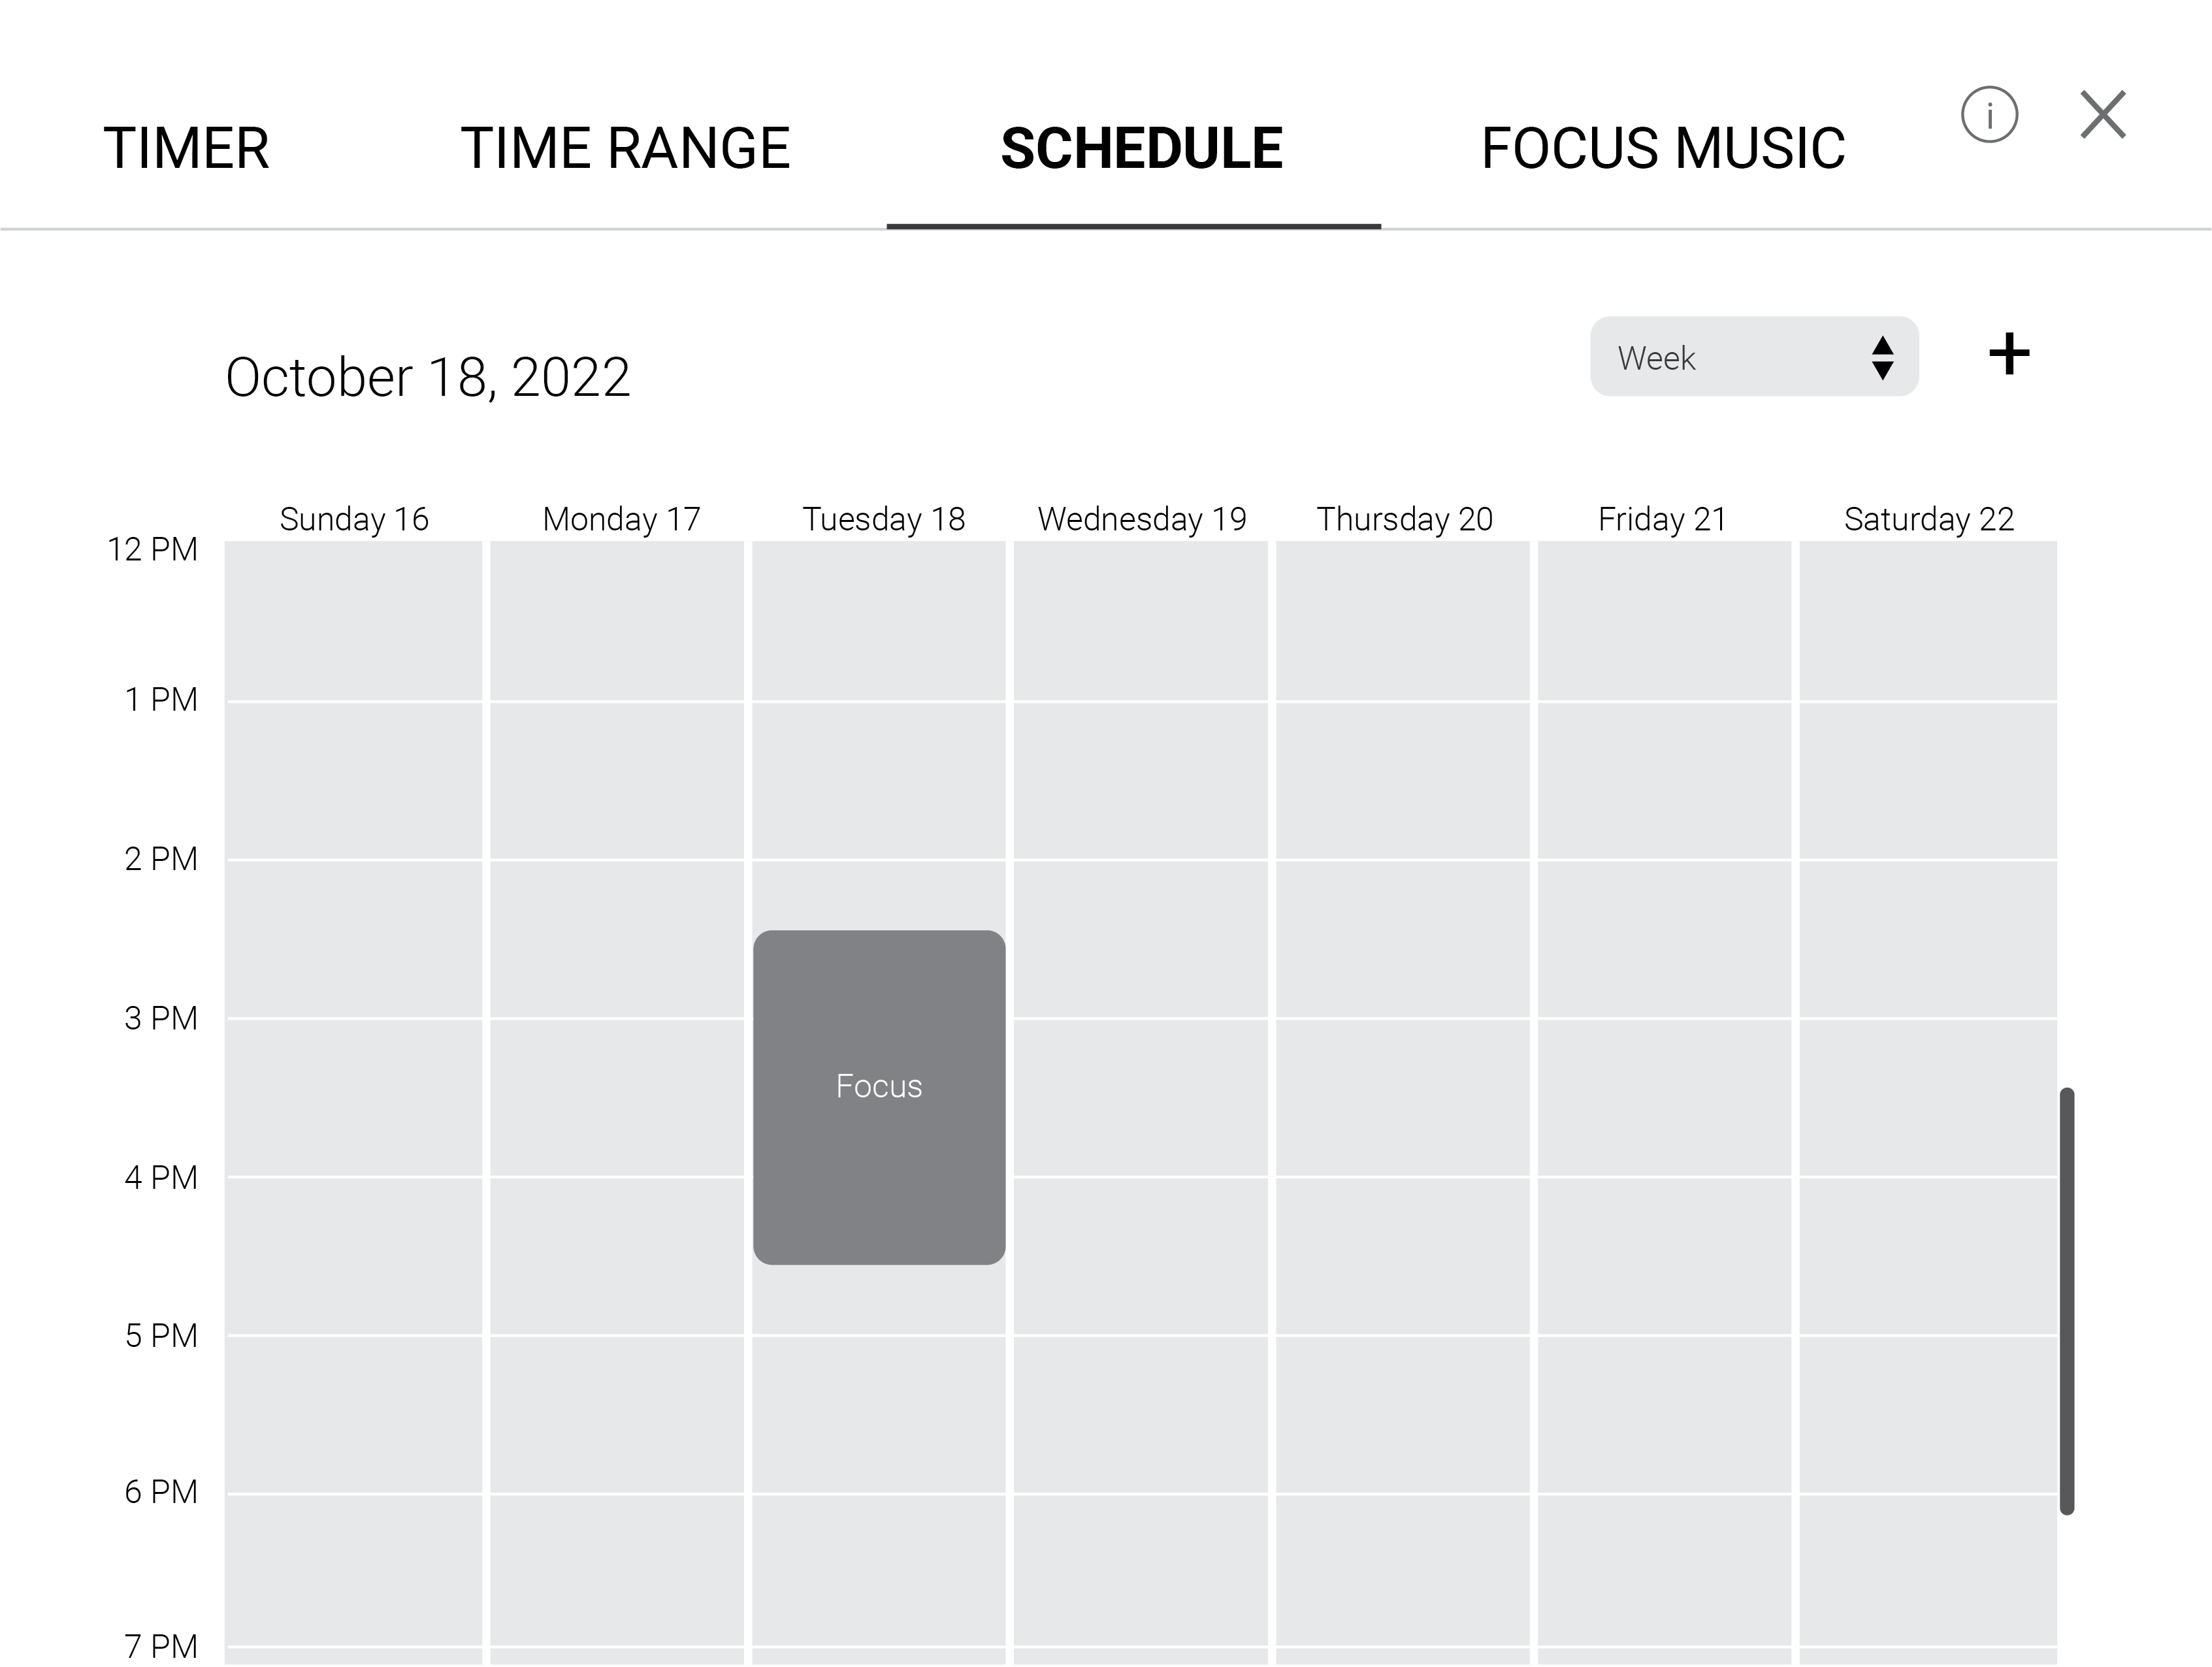 TIMER TIME RANGE SCHEDULE FOCUS MUSIC i
October 18, 2022 Week
Sunday 16 Monday 17 Tuesday 18 Wednesday 19 Thursday 20 Friday 21 Saturday 22
12 PM
1 PM
2 PM
3 PM
Focus
4 PM
5 PM
6 PM
7 PM